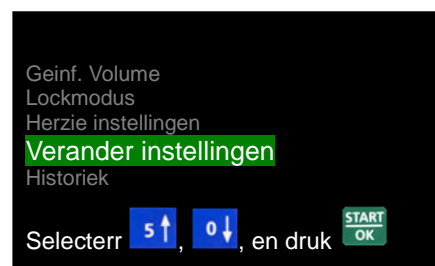 Geinf. Volume
Lockmodus
Herzie instellingen
Verander instellingen
Historiek
Selecterr 5↑, 0↓, en druk START OK